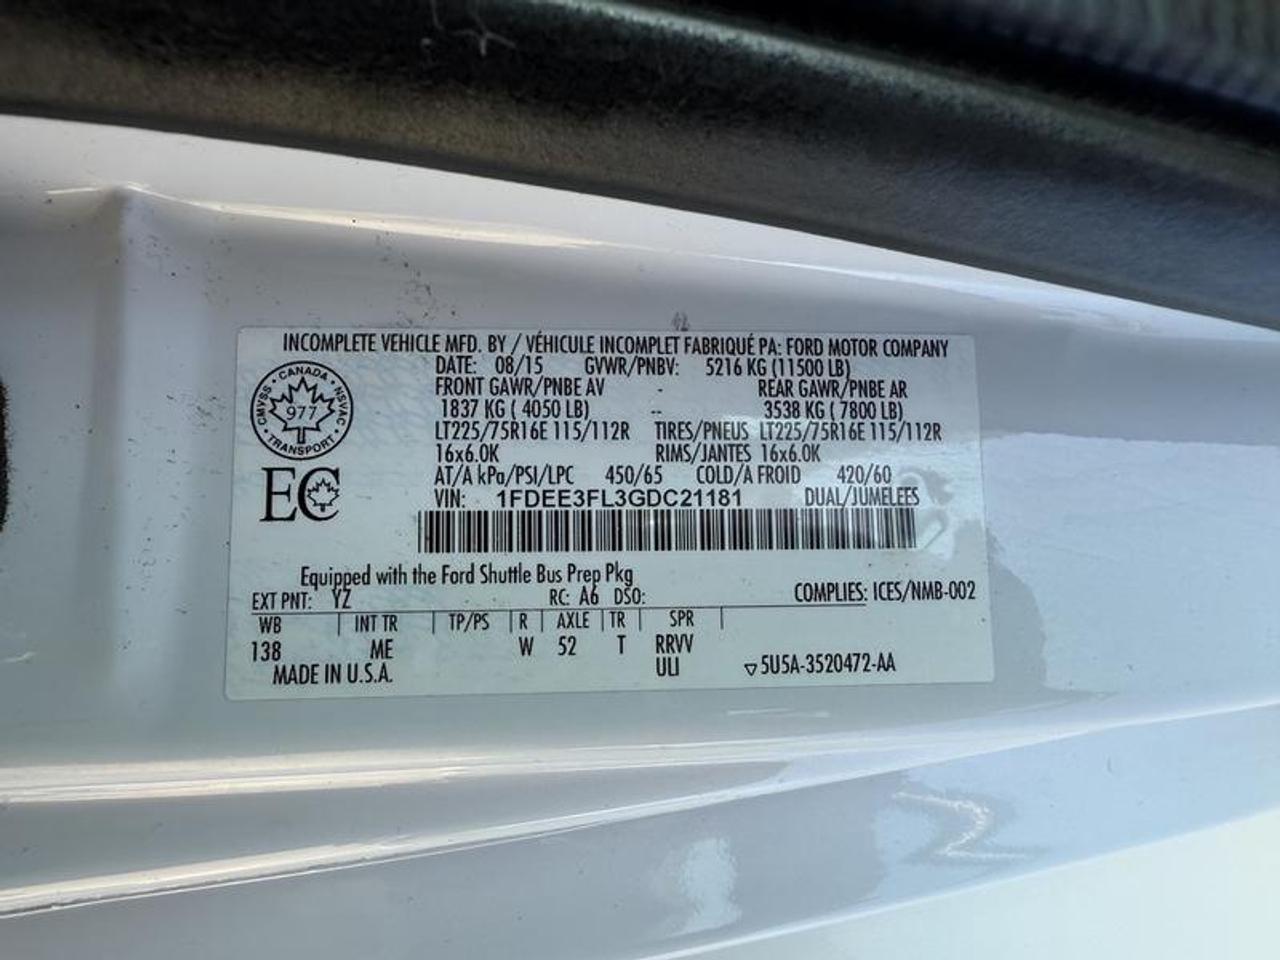 INCOMPLETE VEHICLE MFD. BY / VÉHICULE INCOMPLET FABRIQUÉ PA: FORD MOTOR COMPANY
DATE: 08/15 GVWR/PNBV: 5216 KG (11500 LB)
FRONT GAWR/PNBE AV - REAR GAWR/PNBE AR
1837 KG ( 4050 LB) -- 3538 KG ( 7800 LB)
LT225/75R16E 115/112R TIRES/PNEUS LT225/75R16E 115/112R
16x6.0K RIMS/JANTES 16x6.0K
AT/A kPa/PSI/LPC 450/65 COLD/A FROID 420/60
VIN: 1FDEE3FL3GDC21181 DUAL/JUMELEES
CANADA
CMVSS 977 NSVAC
TRANSPORT
EC
Equipped with the Ford Shuttle Bus Prep Pkg
EXT PNT: YZ RC: A6 DSO: COMPLIES: ICES/NMB-002
WB | INT TR | TP/PS | R | AXLE | TR | SPR |
138 ME W 52 T RRVV
MADE IN U.S.A. ULI ▽5U5A-3520472-AA